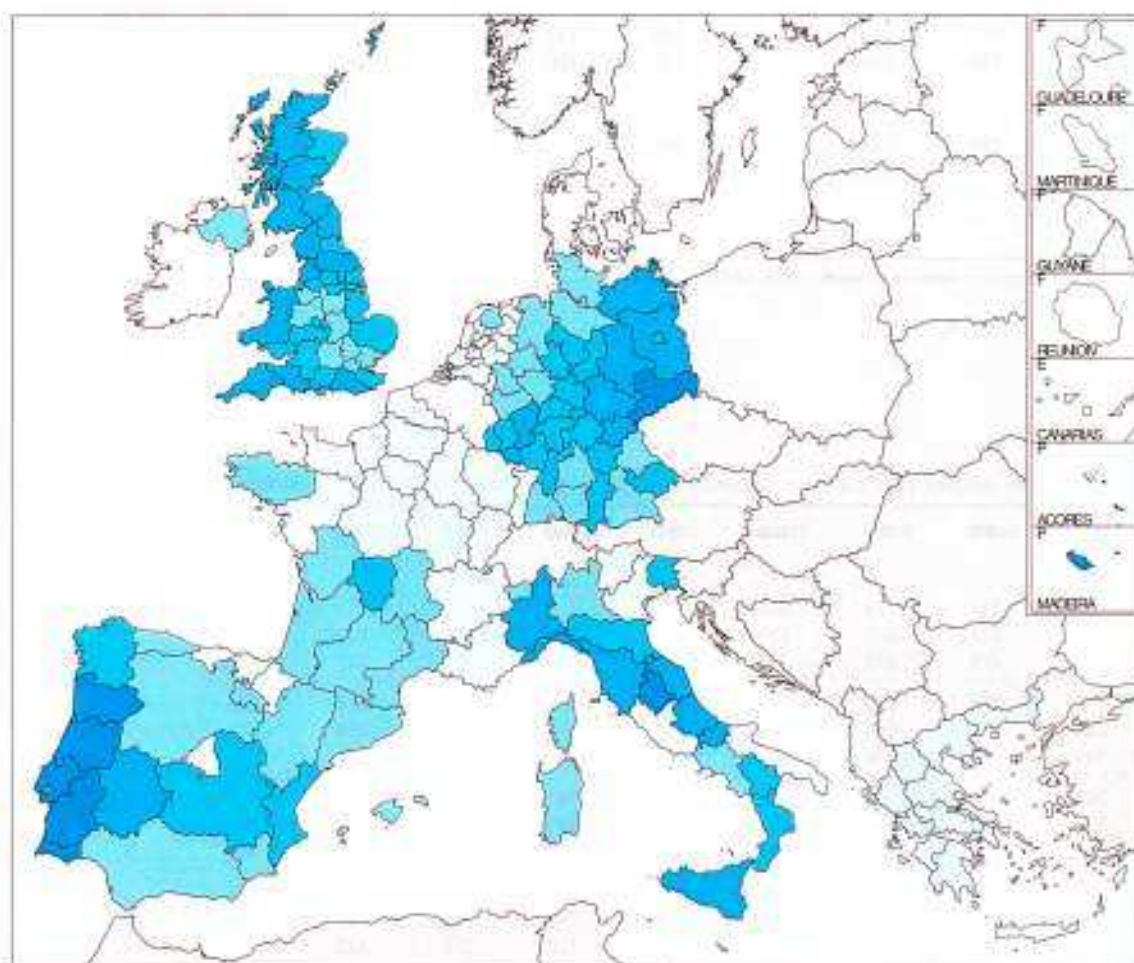 F
GUADELOUPE
F
MARTINIQUE
F
GUYANE
F
REUNION
E
CANARIAS
P
ACORES
P
MADEIRA